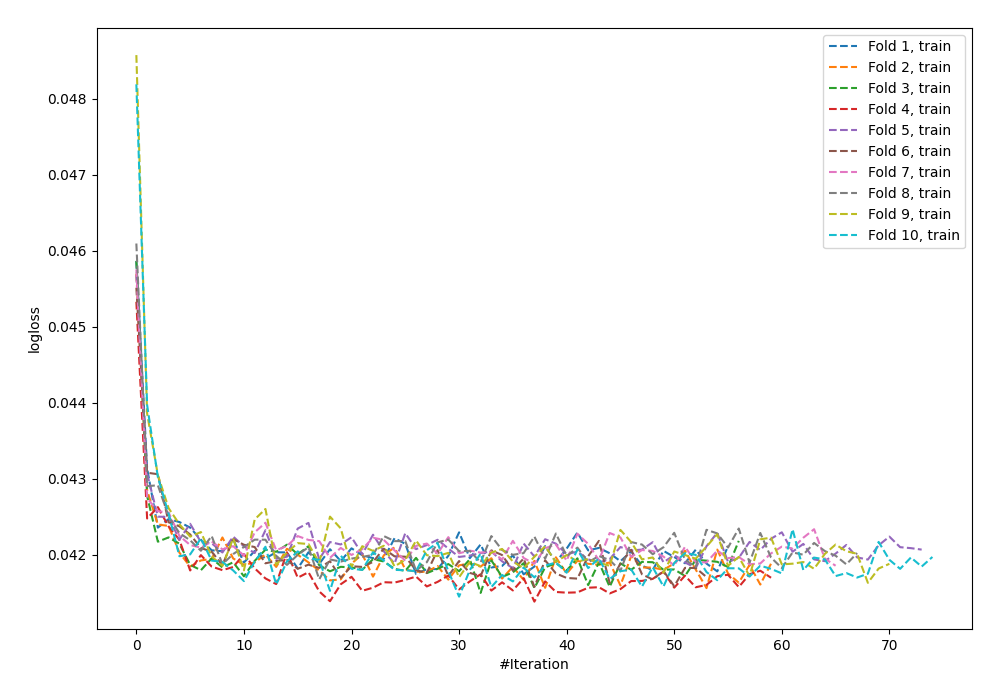 0.048
0.047
0.046
0.045
0.044
0.043
0.042
logloss
0
10
20
30
40
50
60
70
#Iteration
Fold 1, train
Fold 2, train
Fold 3, train
Fold 4, train
Fold 5, train
Fold 6, train
Fold 7, train
Fold 8, train
Fold 9, train
Fold 10, train